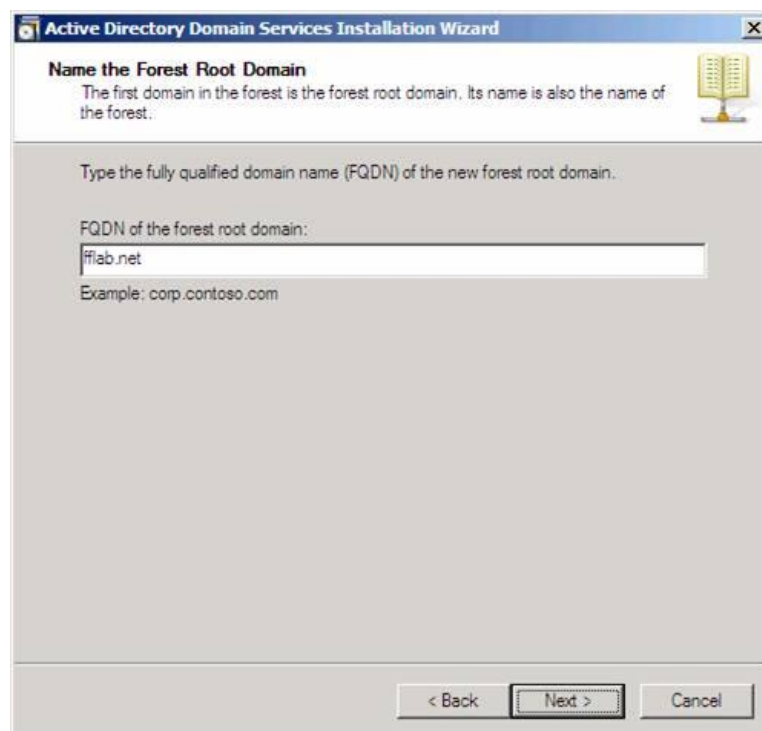 Active Directory Domain Services Installation Wizard
Name the Forest Root Domain
The first domain in the forest is the forest root domain. Its name is also the name of
the forest.
Type the fully qualified domain name (FQDN) of the new forest root domain.
FQDN of the forest root domain:
fflab.net
Example: corp.contoso.com
< Back
Next >
Cancel